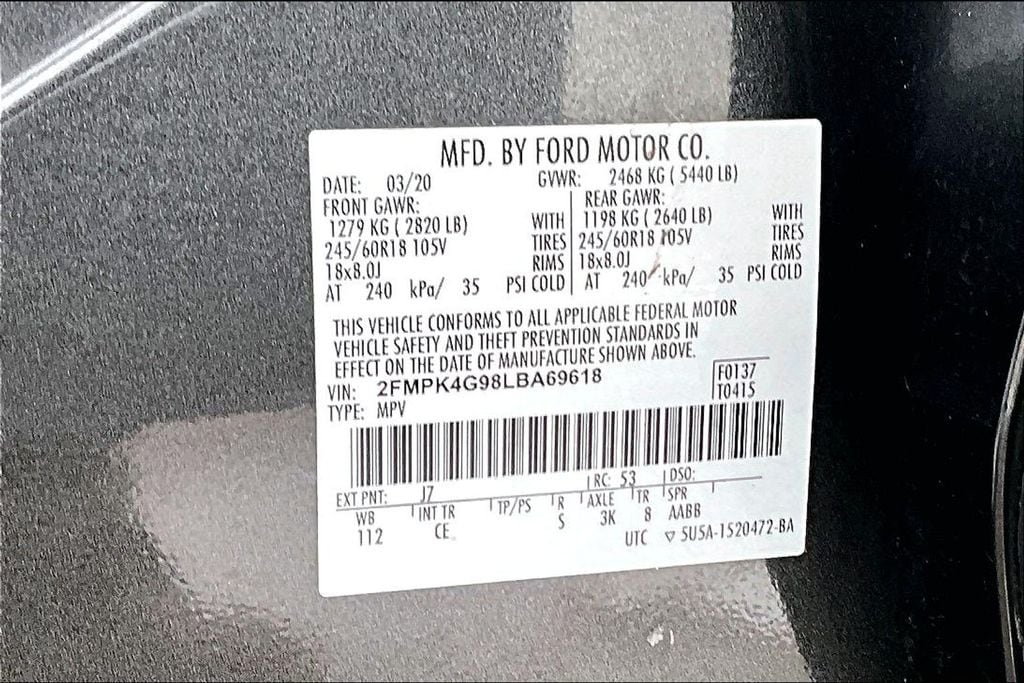 MFD. BY FORD MOTOR CO.
DATE: 03/20 GVWR: 2468 KG ( 5440 LB)
FRONT GAWR: REAR GAWR:
1279 KG ( 2820 LB) WITH 1198 KG ( 2640 LB) WITH
245/60R18 105V TIRES 245/60R18 105V TIRES
18x8.0J RIMS 18x8.0J RIMS
AT 240 kPa/ 35 PSI COLD AT 240 kPa/ 35 PSI COLD
THIS VEHICLE CONFORMS TO ALL APPLICABLE FEDERAL MOTOR
VEHICLE SAFETY AND THEFT PREVENTION STANDARDS IN
EFFECT ON THE DATE OF MANUFACTURE SHOWN ABOVE.
VIN: 2FMPK4G98LBA69618 F0137
TYPE: MPV T0415
EXT PNT: J7 RC: 53 DSO:
WB INT TR TP/PS R AXLE TR SPR
112 CE S 3K 8 AABB
UTC ▽ 5U5A-1520472-BA